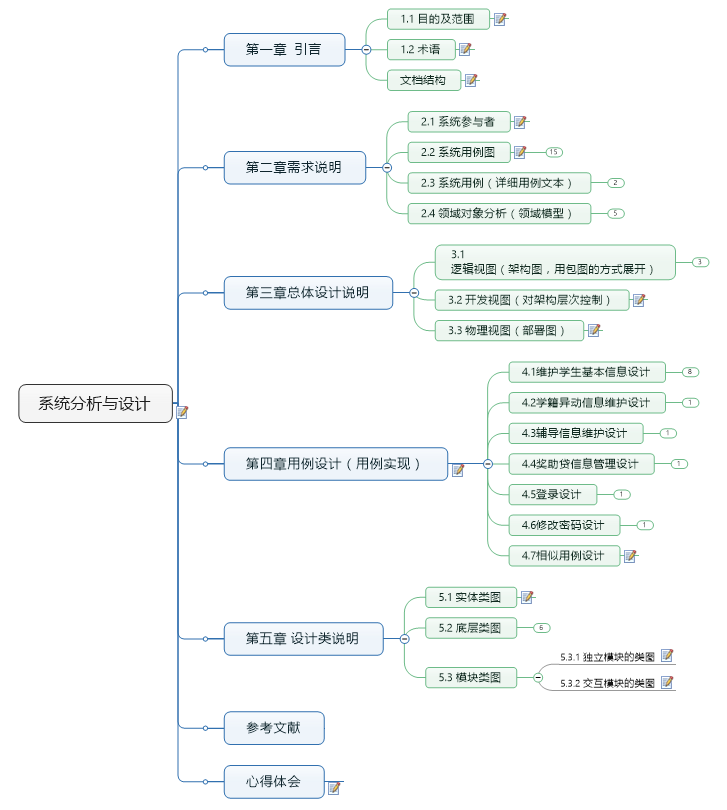 系统分析与设计
第一章 引言
1.1 目的及范围
1.2 术语
文档结构
第二章需求说明
2.1 系统参与者
2.2 系统用例图
15
2.3 系统用例（详细用例文本）
2
2.4 领域对象分析（领域模型）
5
第三章总体设计说明
3.1
逻辑视图（架构图，用包图的方式展开）
3
3.2 开发视图（对架构层次控制）
3.3 物理视图（部署图）
第四章用例设计（用例实现）
4.1维护学生基本信息设计
8
4.2学籍异动信息维护设计
1
4.3辅导信息维护设计
1
4.4奖助贷信息管理设计
1
4.5登录设计
1
4.6修改密码设计
1
4.7相似用例设计
第五章 设计类说明
5.1 实体类图
5.2 底层类图
6
5.3 模块类图
5.3.1 独立模块的类图
5.3.2 交互模块的类图
参考文献
心得体会